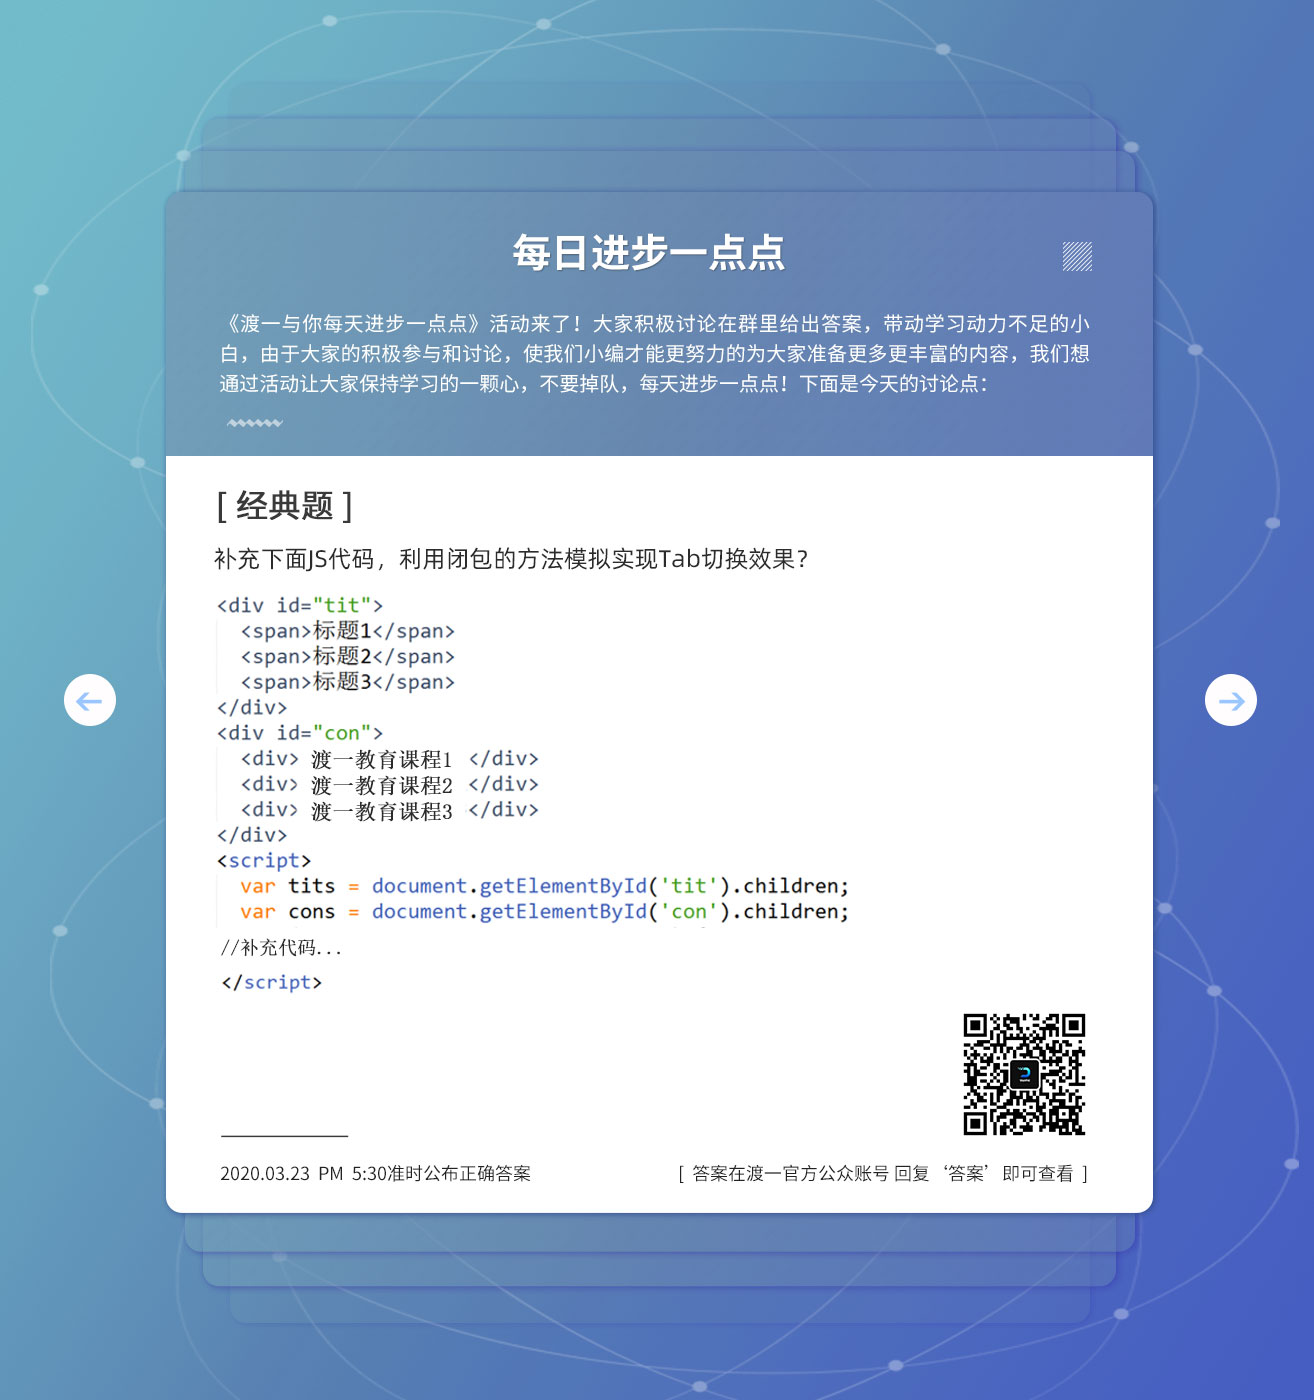 每日进步一点点
《渡一与你每天进步一点点》活动来了！大家积极讨论在群里给出答案，带动学习动力不足的小
白，由于大家的积极参与和讨论，使我们小编才能更努力的为大家准备更多更丰富的内容，我们想
通过活动让大家保持学习的一颗心，不要掉队，每天进步一点点！下面是今天的讨论点：
[ 经典题 ]
补充下面JS代码，利用闭包的方法模拟实现Tab切换效果？
<div id="tit">
  <span>标题1</span>
  <span>标题2</span>
  <span>标题3</span>
</div>
<div id="con">
  <div> 渡一教育课程1 </div>
  <div> 渡一教育课程2 </div>
  <div> 渡一教育课程3 </div>
</div>
<script>
  var tits = document.getElementById('tit').children;
  var cons = document.getElementById('con').children;
//补充代码...
</script>
2020.03.23 PM 5:30准时公布正确答案
[ 答案在渡一官方公众账号 回复‘答案’即可查看 ]